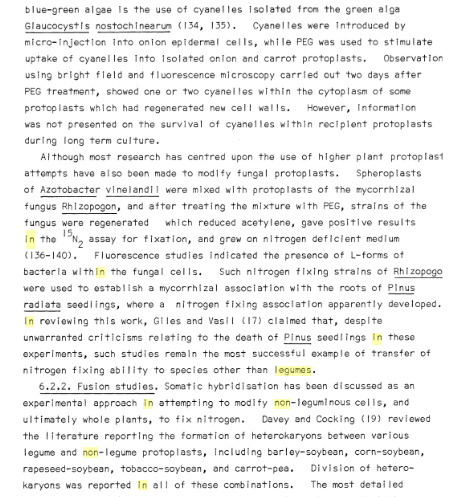 blue-green algae is the use of cyanelles isolated from the green alga
Glaucocystis nostochinearum (134, 135). Cyanelles were introduced by
micro-injection into onion epidermal cells, while PEG was used to stimulate
uptake of cyanelles into isolated onion and carrot protoplasts. Observation
using bright field and fluorescence microscopy carried out two days after
PEG treatment, showed one or two cyanelles within the cytoplasm of some
protoplasts which had regenerated new cell walls. However, information
was not presented on the survival of cyanelles within recipient protoplasts
during long term culture.
Although most research has centred upon the use of higher plant protoplast
attempts have also been made to modify fungal protoplasts. Spheroplasts
of Azotobacter vinelandii were mixed with protoplasts of the mycorrhizal
fungus Rhizopogon, and after treating the mixture with PEG, strains of the
fungus were regenerated which reduced acetylene, gave positive results
in the 15N2 assay for fixation, and grew on nitrogen deficient medium
(136-140). Fluorescence studies indicated the presence of L-forms of
bacteria within the fungal cells. Such nitrogen fixing strains of Rhizopogo
were used to establish a mycorrhizal association with the roots of Pinus
radiata seedlings, where a nitrogen fixing association apparently developed.
In reviewing this work, Giles and Vasil (17) claimed that, despite
unwarranted criticisms relating to the death of Pinus seedlings in these
experiments, such studies remain the most successful example of transfer of
nitrogen fixing ability to species other than legumes.
6.2.2. Fusion studies. Somatic hybridisation has been discussed as an
experimental approach in attempting to modify non-leguminous cells, and
ultimately whole plants, to fix nitrogen. Davey and Cocking (19) reviewed
the literature reporting the formation of heterokaryons between various
legume and non-legume protoplasts, including barley-soybean, corn-soybean,
rapeseed-soybean, tobacco-soybean, and carrot-pea. Division of hetero-
karyons was reported in all of these combinations. The most detailed